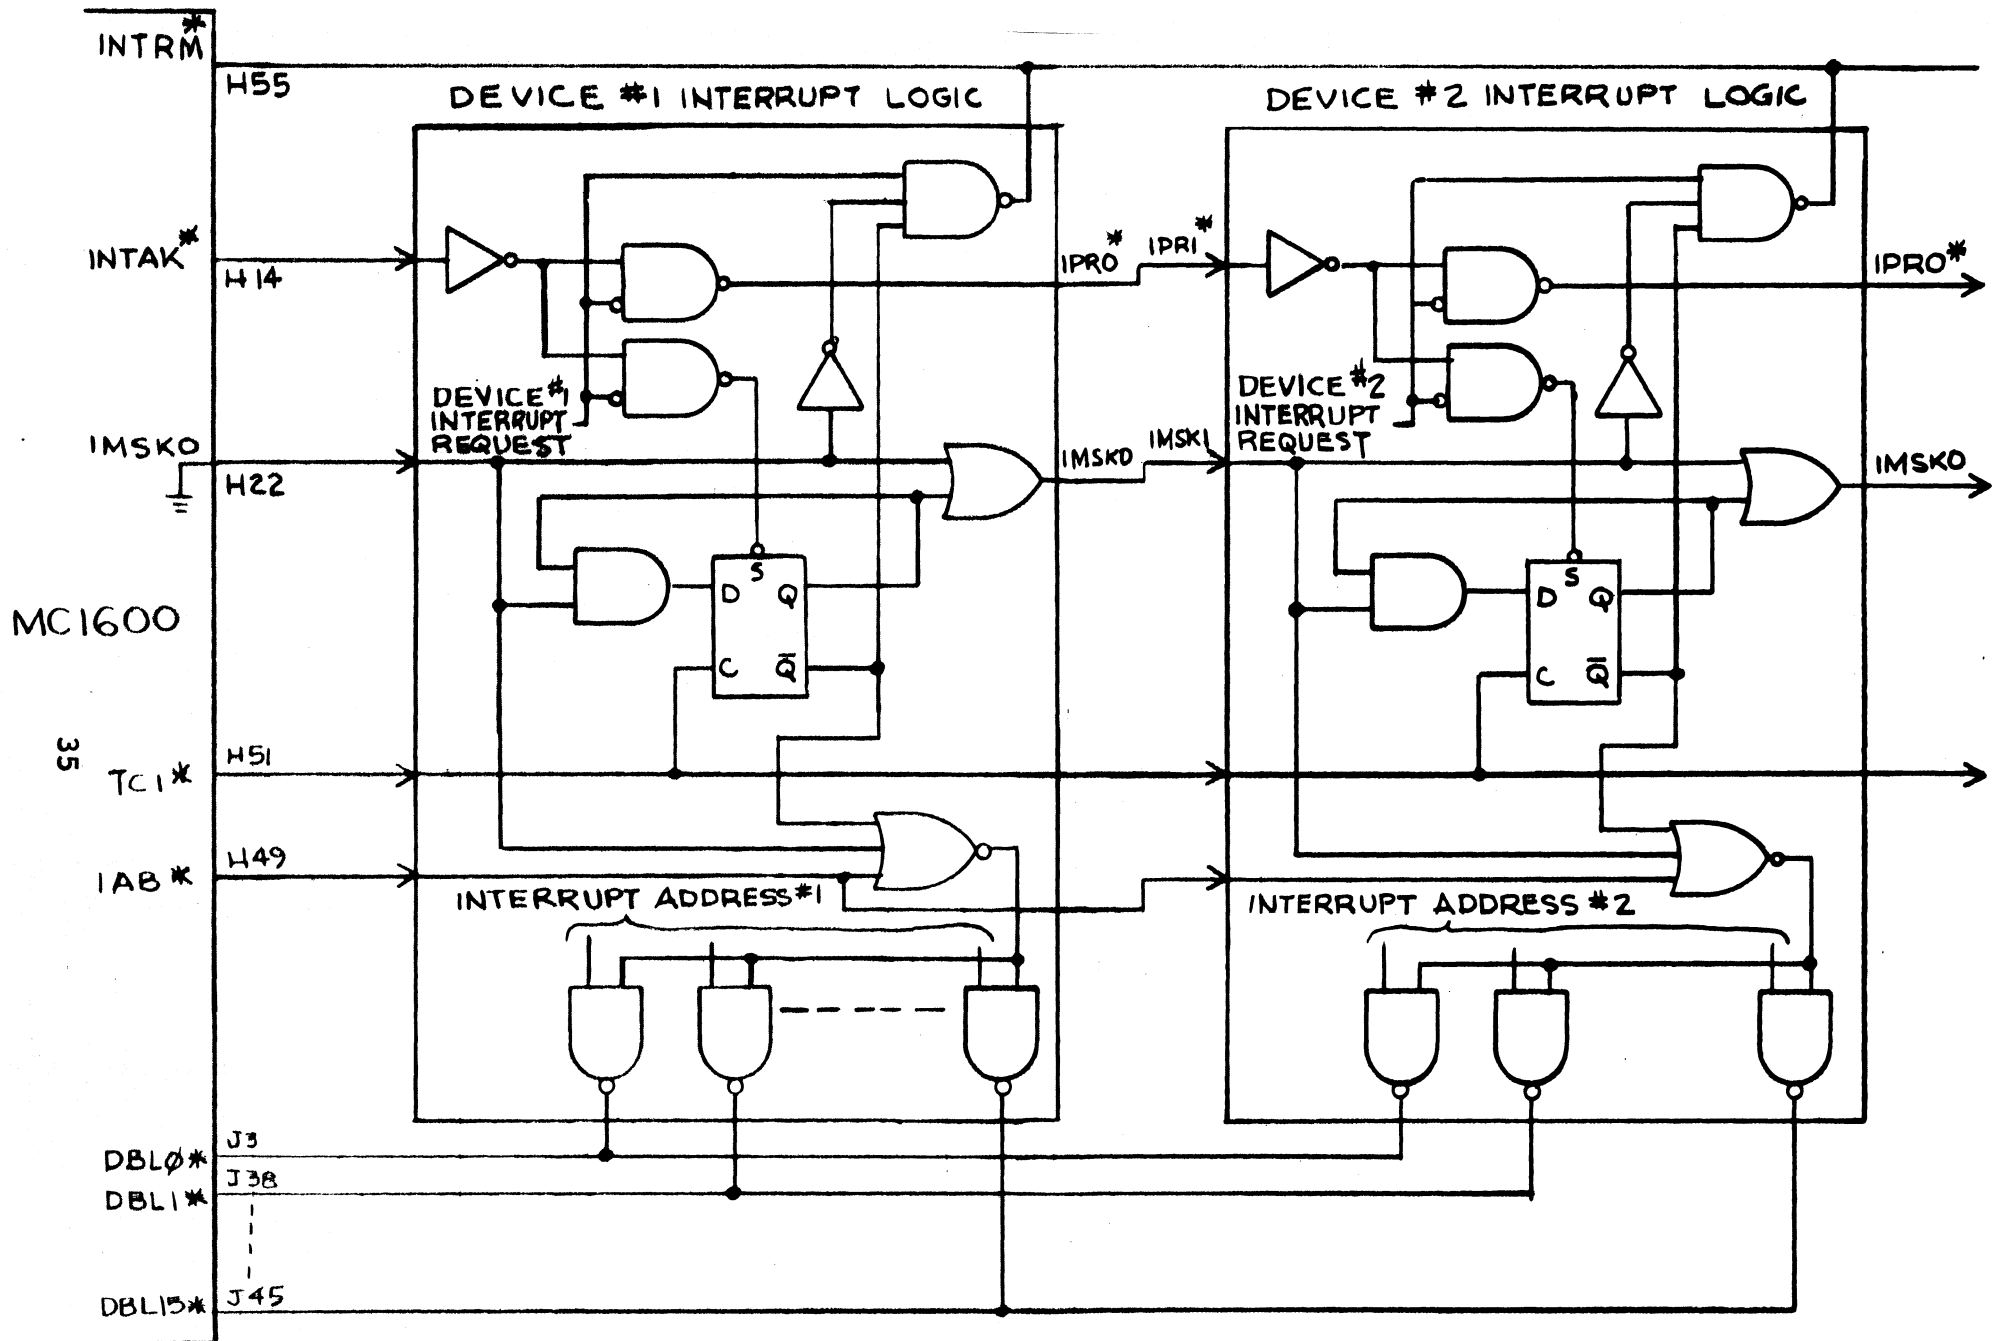 INTRM*
H55
DEVICE #1 INTERRUPT LOGIC
DEVICE #2 INTERRUPT LOGIC
INTAK*
H14
IPRO*
IPRI*
IPRO*
DEVICE #1
INTERRUPT
REQUEST
DEVICE #2
INTERRUPT
REQUEST
IMSKO
H22
IMSKO
IMSKI
IMSKO
S
D Q
C Q̅
S
D Q
C Q̅
MC1600
35
H51
TC1*
H49
IAB*
INTERRUPT ADDRESS #1
INTERRUPT ADDRESS #2
J3
DBLØ*
J38
DBL1*
J45
DBL15*